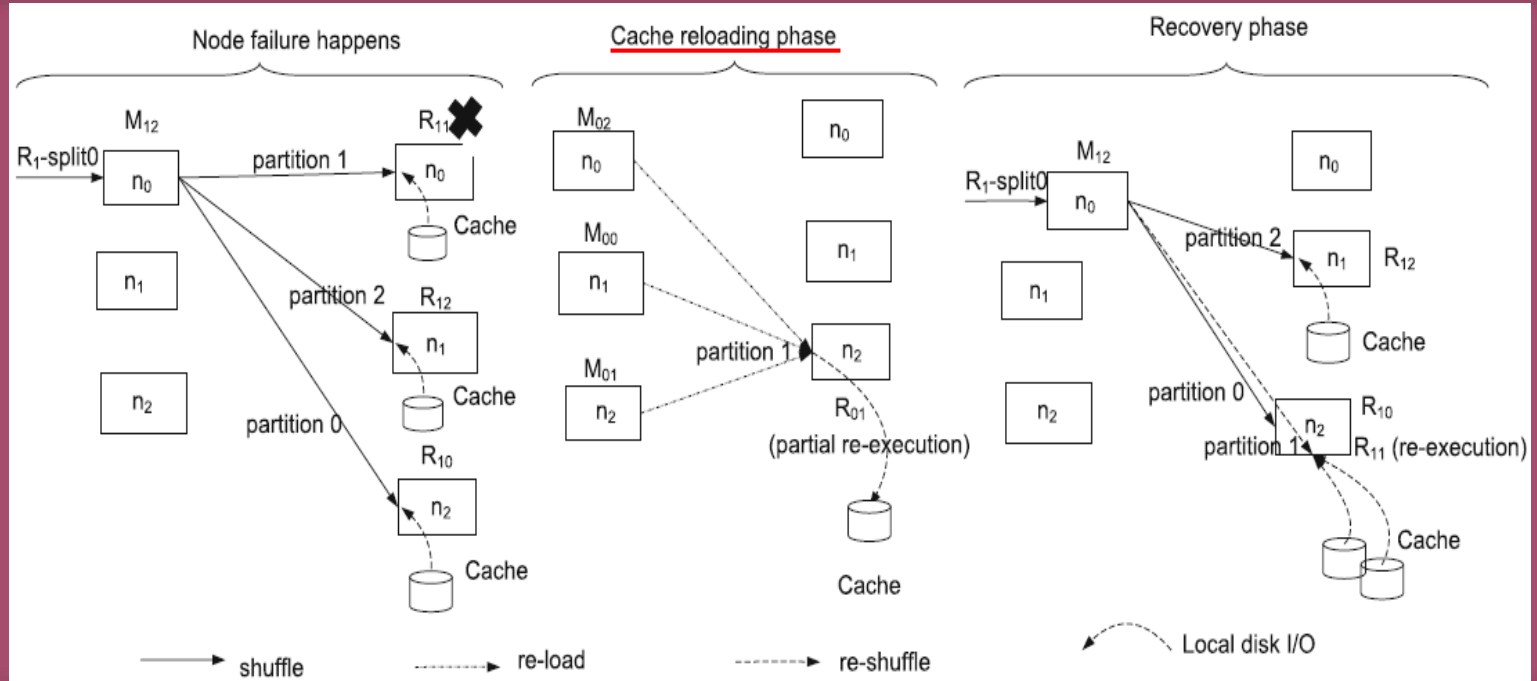 Node failure happens
M₁₂
R₁₁
R₁-split0
n₀
partition 1
n₀
Cache
n₁
partition 2
R₁₂
n₁
Cache
n₂
partition 0
R₁₀
n₂
Cache
Cache reloading phase
M₀₂
n₀
n₀
M₀₀
n₁
n₁
partition 1
n₂
M₀₁
n₂
R₀₁
(partial re-execution)
Cache
Recovery phase
M₁₂
n₀
R₁-split0
n₀
partition 2
n₁
R₁₂
n₁
Cache
n₂
partition 0
R₁₀
n₂
partition 1
R₁₁ (re-execution)
Cache
shuffle
re-load
re-shuffle
Local disk I/O